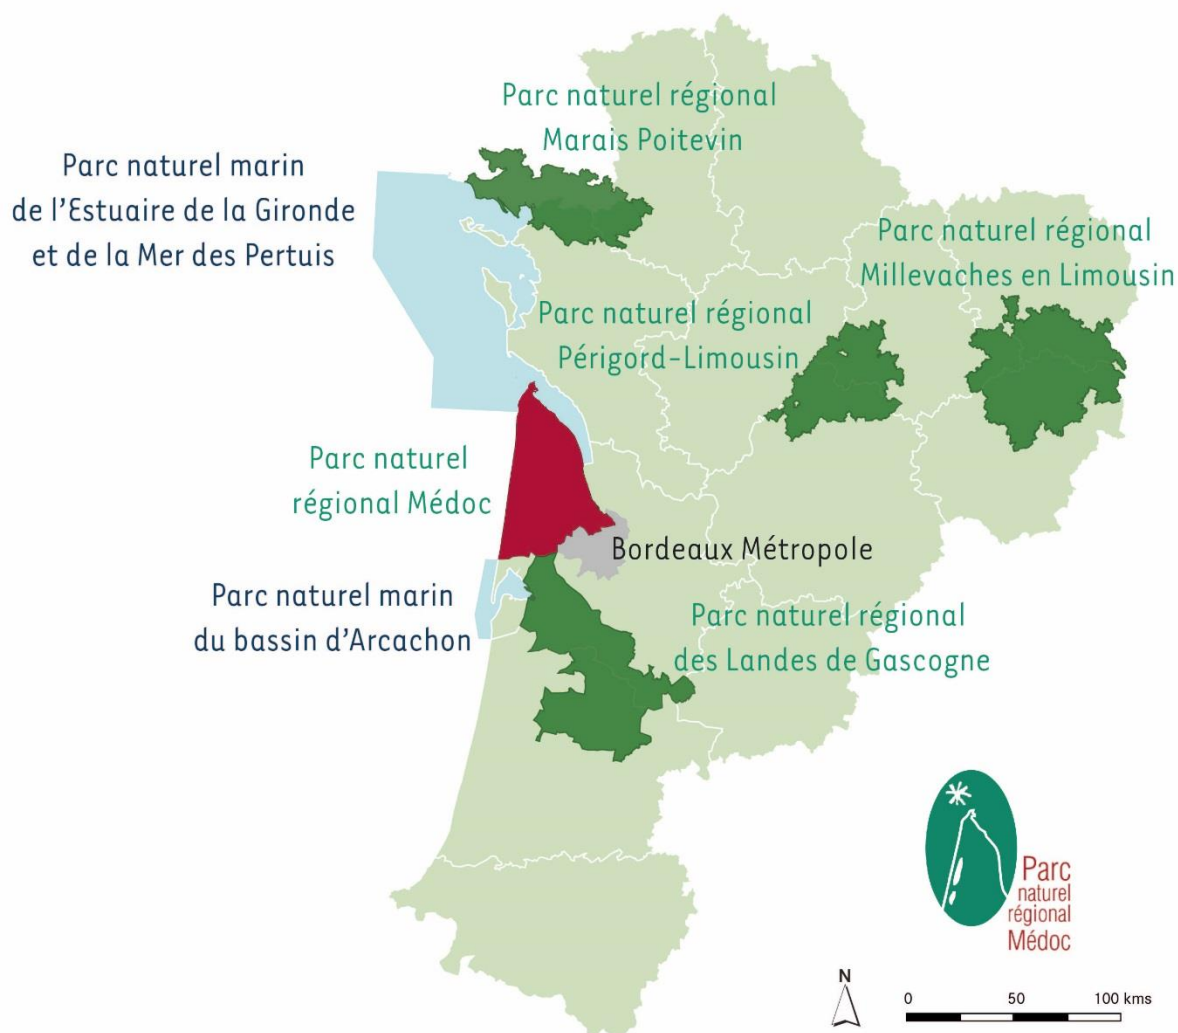 Parc naturel régional
Marais Poitevin
Parc naturel marin
de l'Estuaire de la Gironde
et de la Mer des Pertuis
Parc naturel régional
Millevaches en Limousin
Parc naturel régional
Périgord-Limousin
Parc naturel
régional Médoc
Bordeaux Métropole
Parc naturel marin
du bassin d'Arcachon
Parc naturel régional
des Landes de Gascogne
Parc
naturel
régional
Médoc
N
0 50 100 kms